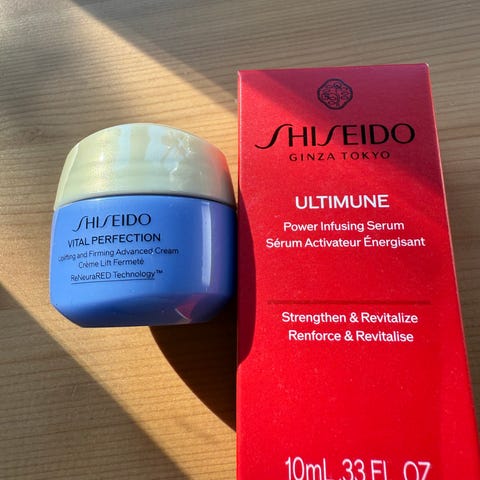 SHISEIDO
VITAL PERFECTION
Uplifting and Firming Advanced Cream
Crème Lift Fermeté
ReNeuraRED Technology™
SHISEIDO
GINZA TOKYO
ULTIMUNE
Power Infusing Serum
Sérum Activateur Énergisant
Strengthen & Revitalize
Renforce & Revitalise
10mL .33 FL. OZ